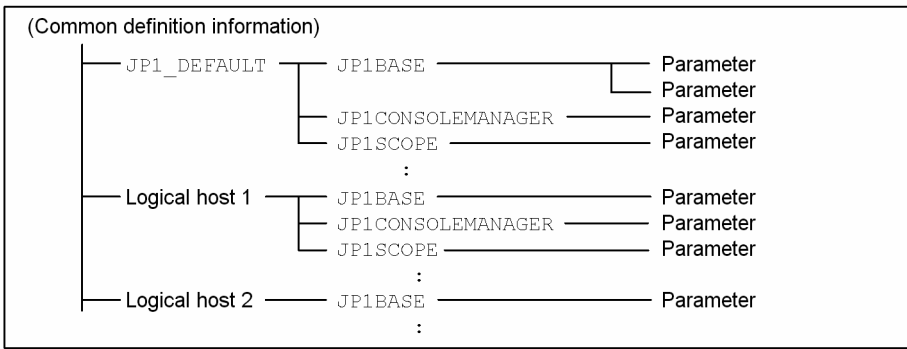 (Common definition information)
JP1_DEFAULT JP1BASE Parameter
Parameter
JP1CONSOLEMANAGER Parameter
JP1SCOPE Parameter
:
Logical host 1 JP1BASE Parameter
JP1CONSOLEMANAGER Parameter
JP1SCOPE Parameter
:
Logical host 2 JP1BASE Parameter
: